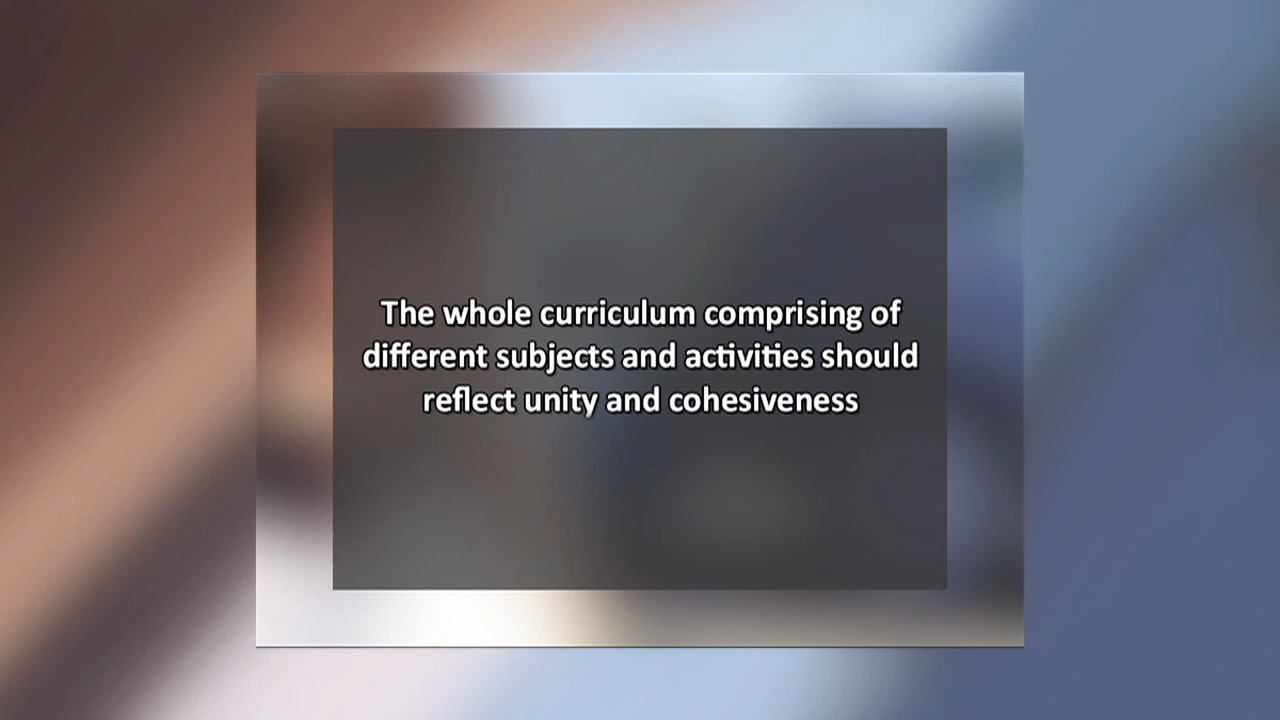 The whole curriculum comprising of
different subjects and activities should
reflect unity and cohesiveness